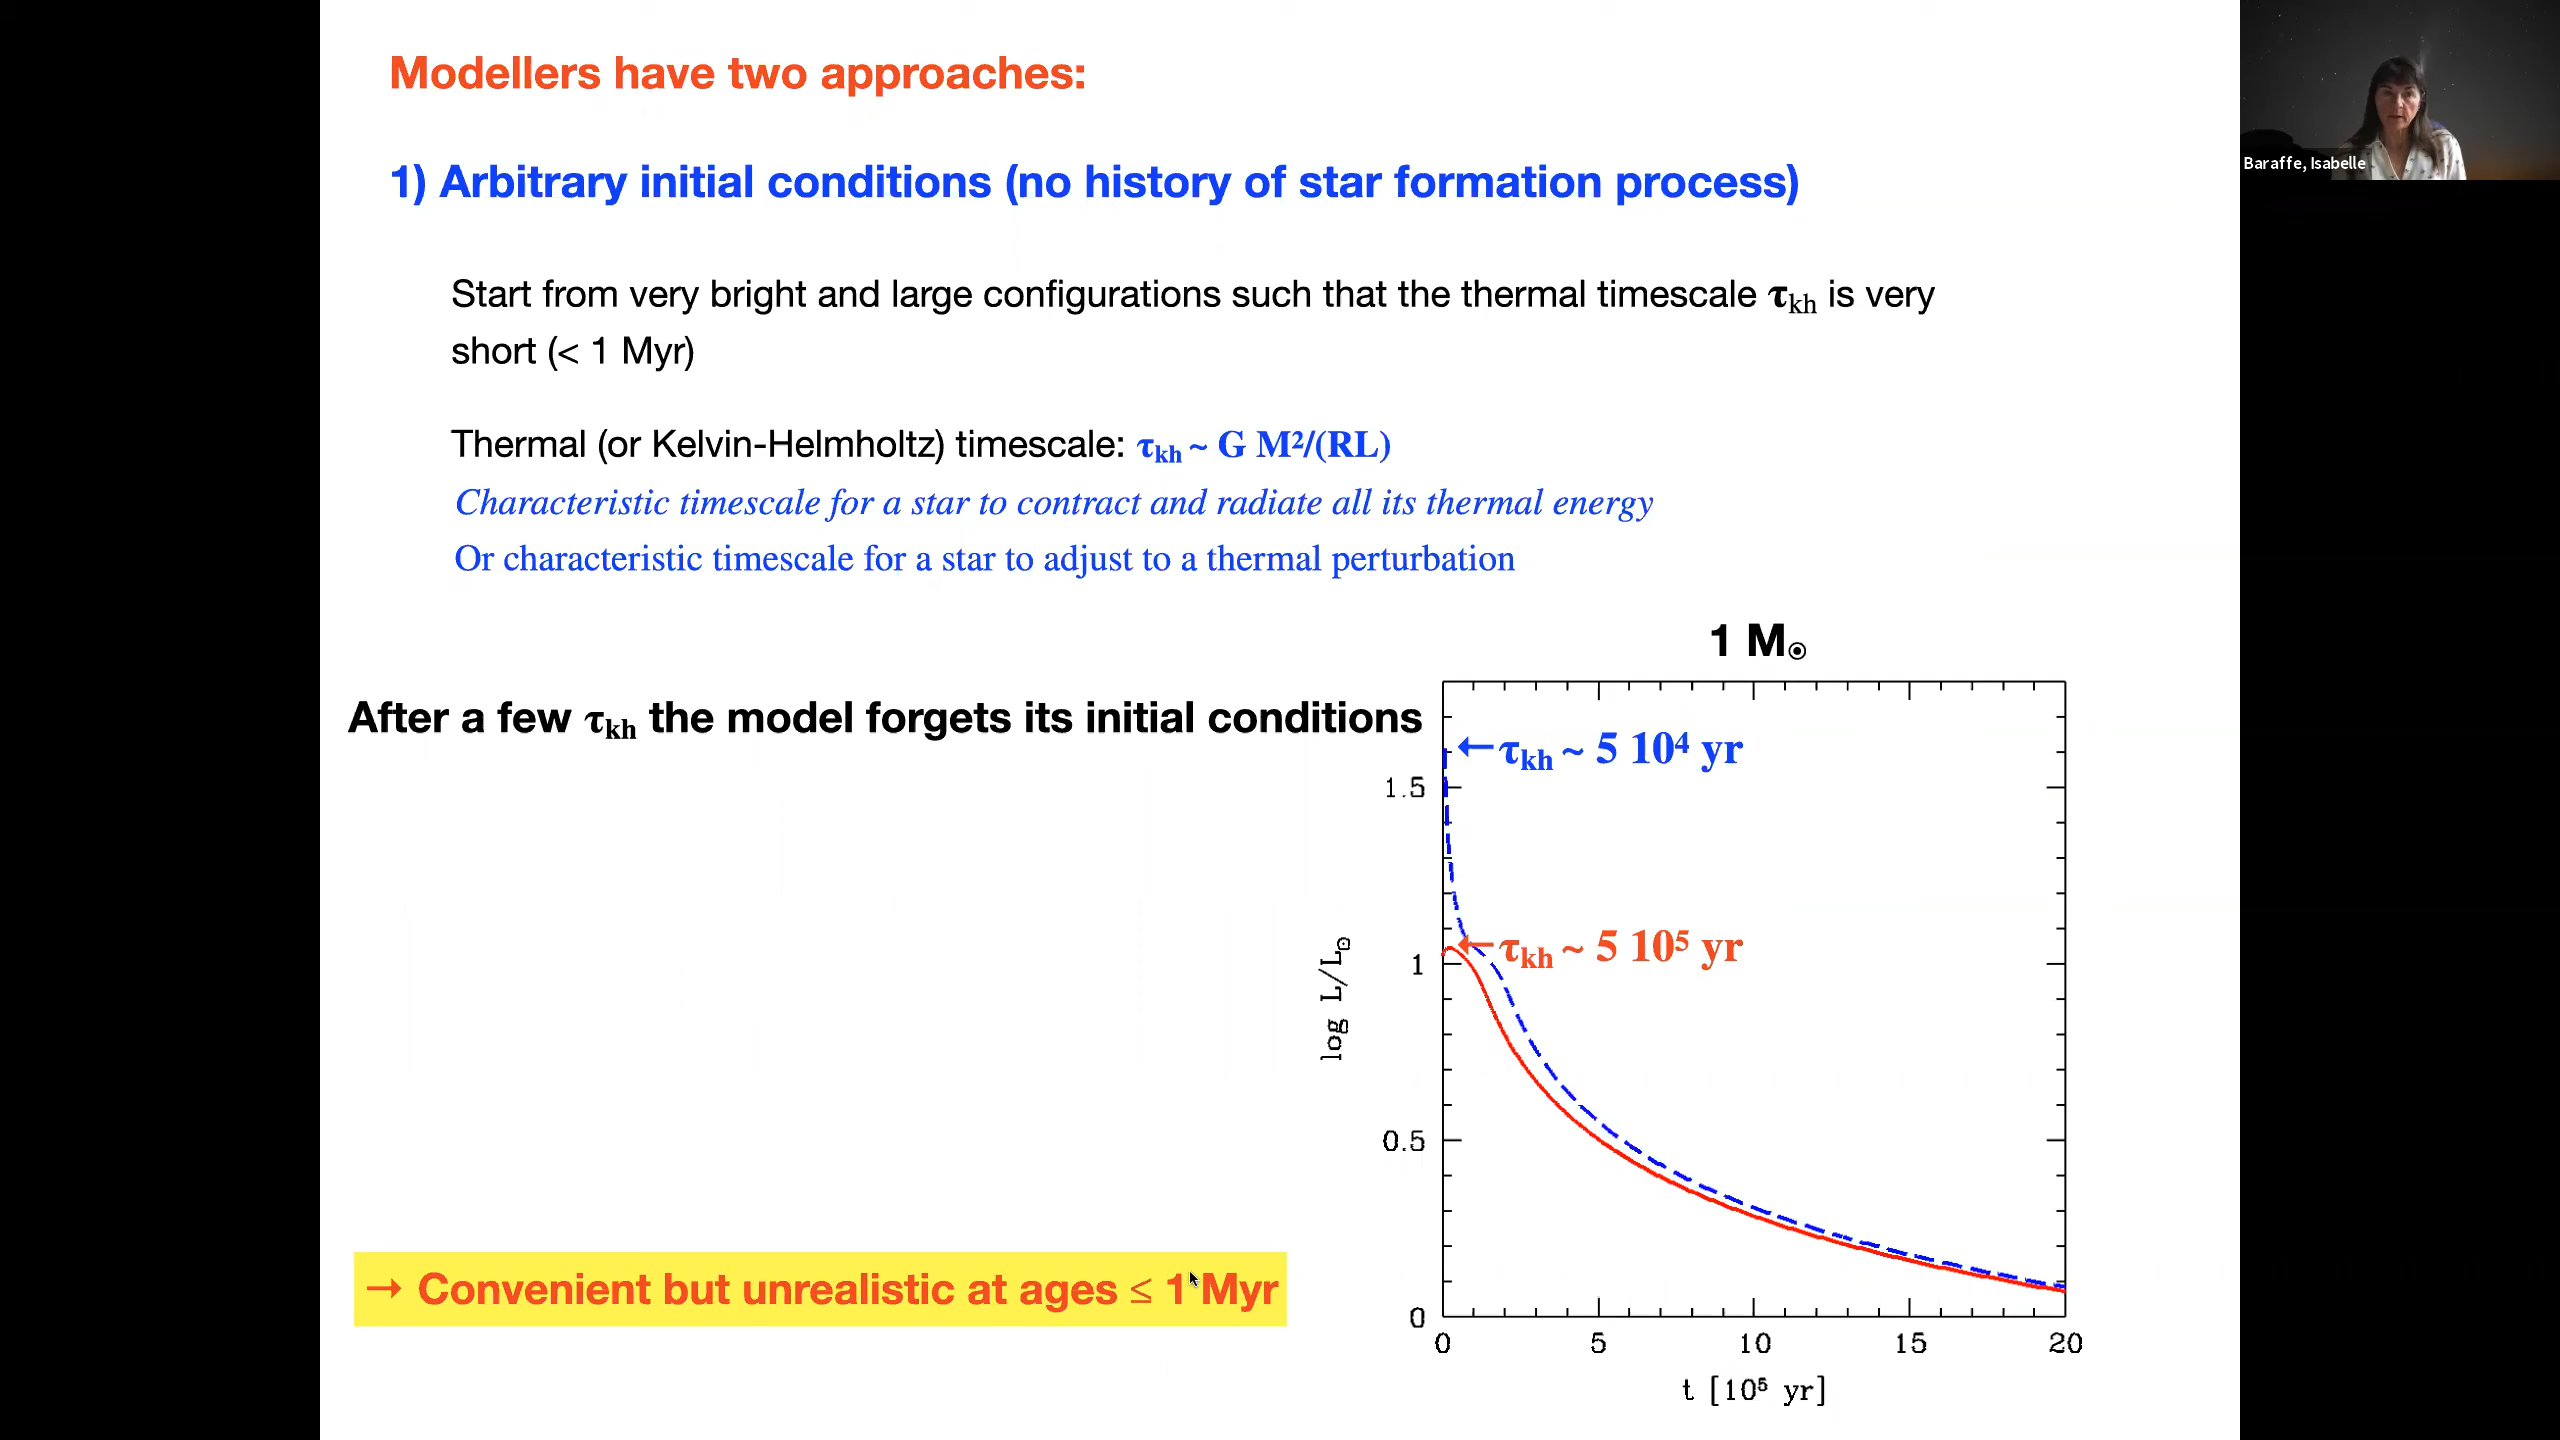 Modellers have two approaches:
1) Arbitrary initial conditions (no history of star formation process)
Baraffe, Isabelle
Start from very bright and large configurations such that the thermal timescale τkh is very
short (< 1 Myr)
Thermal (or Kelvin-Helmholtz) timescale: τkh ~ G M²/(RL)
Characteristic timescale for a star to contract and radiate all its thermal energy
Or characteristic timescale for a star to adjust to a thermal perturbation
1 M⊙
After a few τkh the model forgets its initial conditions
←τkh ~ 5 10⁴ yr
1.5
←τkh ~ 5 10⁵ yr
1
log L/L⊙
0.5
0
0 5 10 15 20
t [10⁵ yr]
→ Convenient but unrealistic at ages ≤ 1 Myr